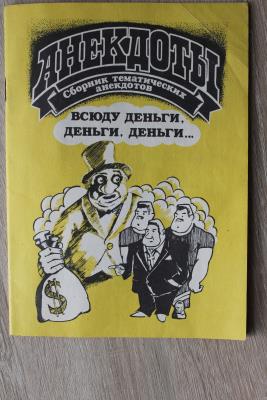 АНЕКДОТЫ
Сборник тематических
анекдотов
ВСЮДУ ДЕНЬГИ,
ДЕНЬГИ, ДЕНЬГИ...
$